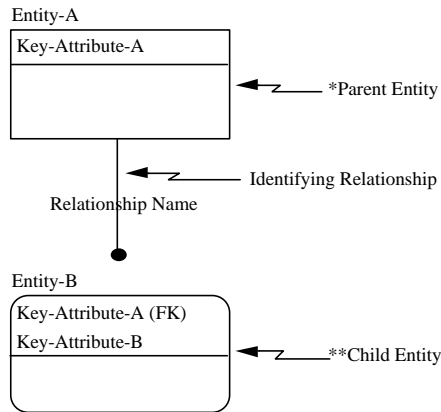 Entity-A
Key-Attribute-A
*Parent Entity
Identifying Relationship
Relationship Name
Entity-B
Key-Attribute-A (FK)
Key-Attribute-B
**Child Entity